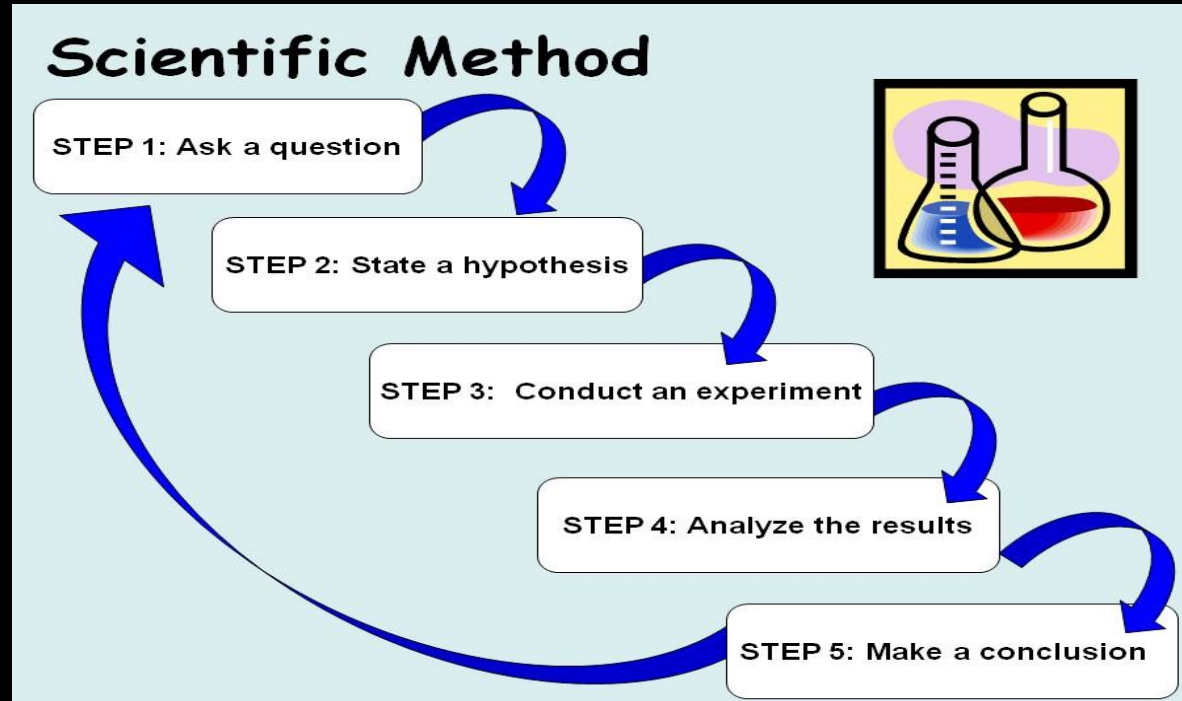 Scientific Method
STEP 1: Ask a question
STEP 2: State a hypothesis
STEP 3: Conduct an experiment
STEP 4: Analyze the results
STEP 5: Make a conclusion